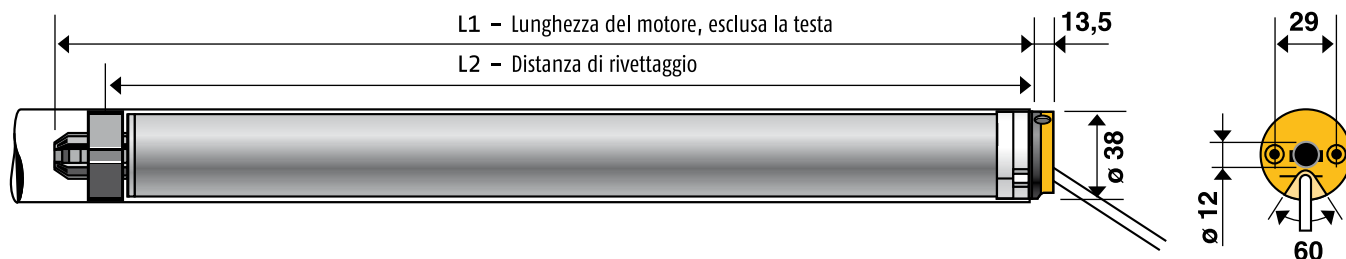 L1 – Lunghezza del motore, esclusa la testa
13,5
29
L2 – Distanza di rivettaggio
ø 38
ø 12
60